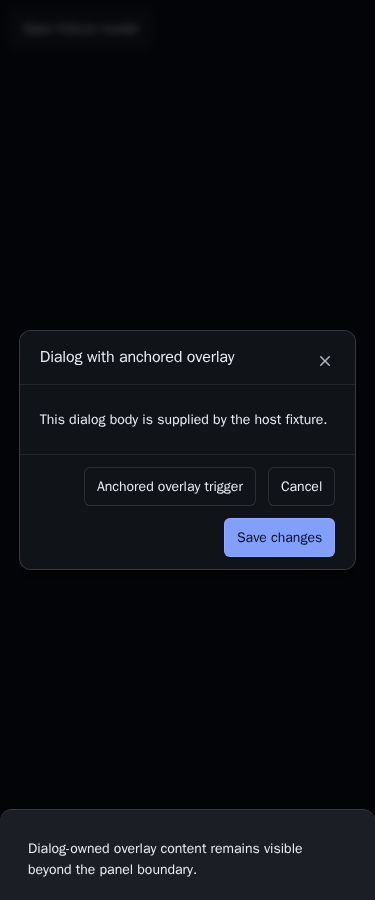 Dialog with anchored overlay
This dialog body is supplied by the host fixture.
Anchored overlay trigger
Cancel
Save changes
Dialog-owned overlay content remains visible
beyond the panel boundary.